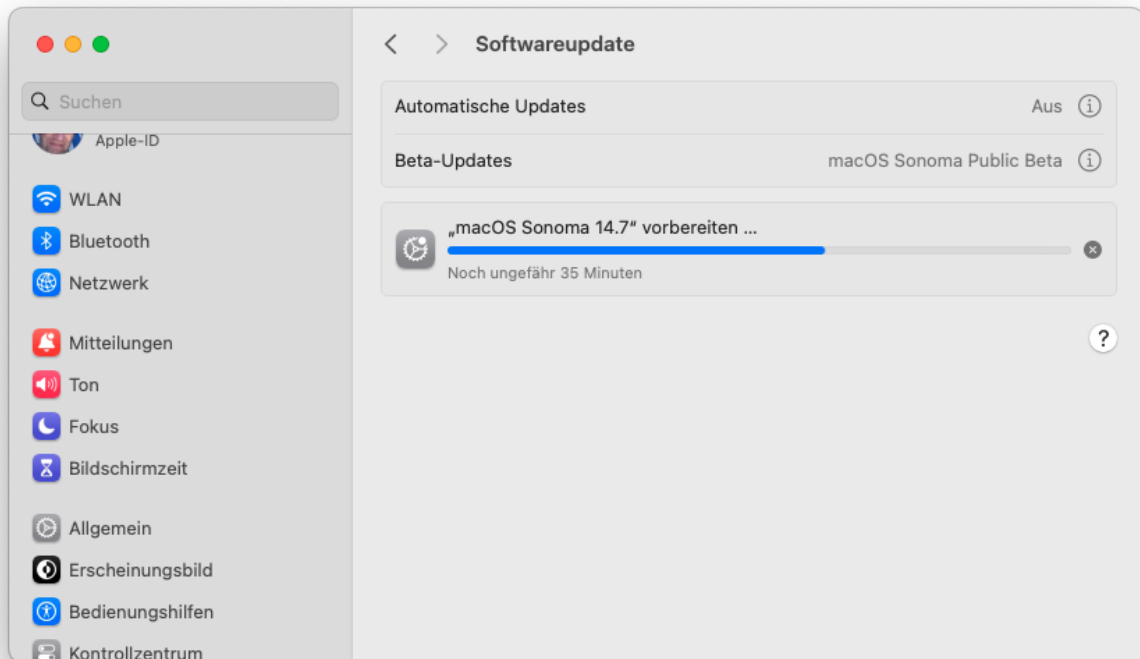 Suchen
Apple-ID
WLAN
Bluetooth
Netzwerk
Mitteilungen
Ton
Fokus
Bildschirmzeit
Allgemein
Erscheinungsbild
Bedienungshilfen
Kontrollzentrum
Softwareupdate
Automatische Updates Aus
Beta-Updates macOS Sonoma Public Beta
„macOS Sonoma 14.7“ vorbereiten ...
Noch ungefähr 35 Minuten
?